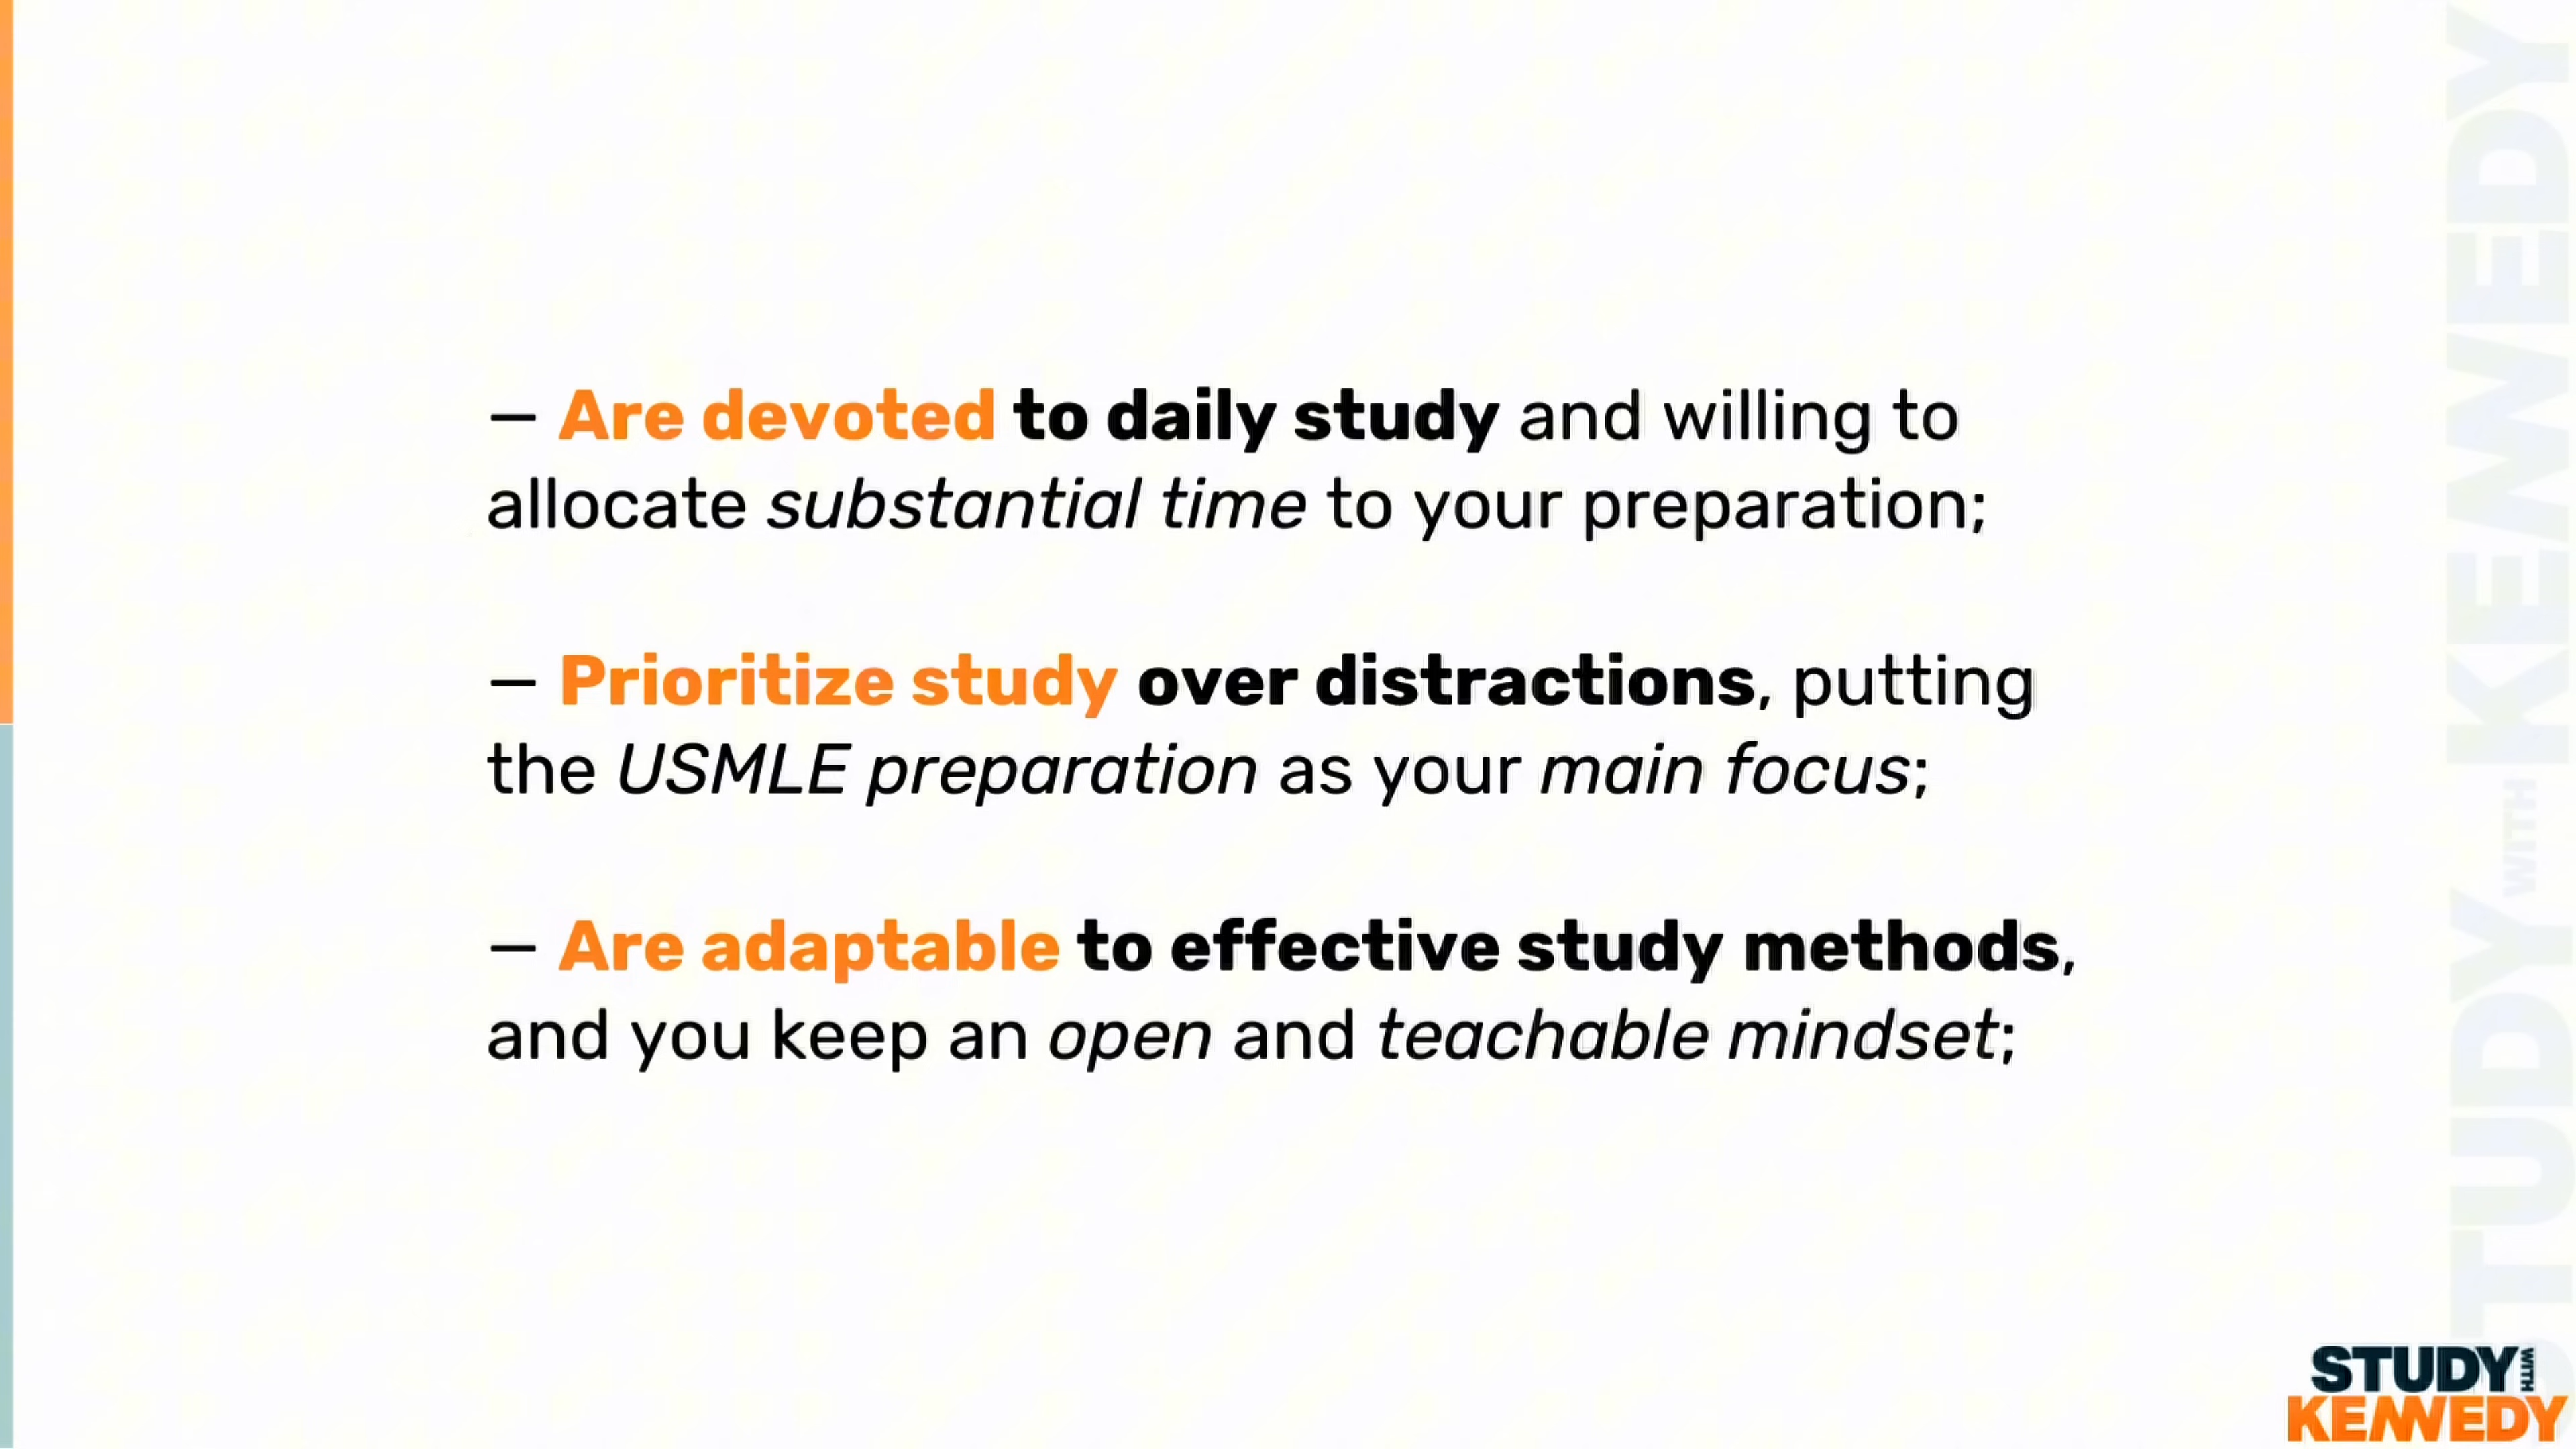 — Are devoted to daily study and willing to
allocate substantial time to your preparation;
— Prioritize study over distractions, putting
the USMLE preparation as your main focus;
— Are adaptable to effective study methods,
and you keep an open and teachable mindset;
STUDY WITH KENNEDY
STUDY WITH
KENNEDY